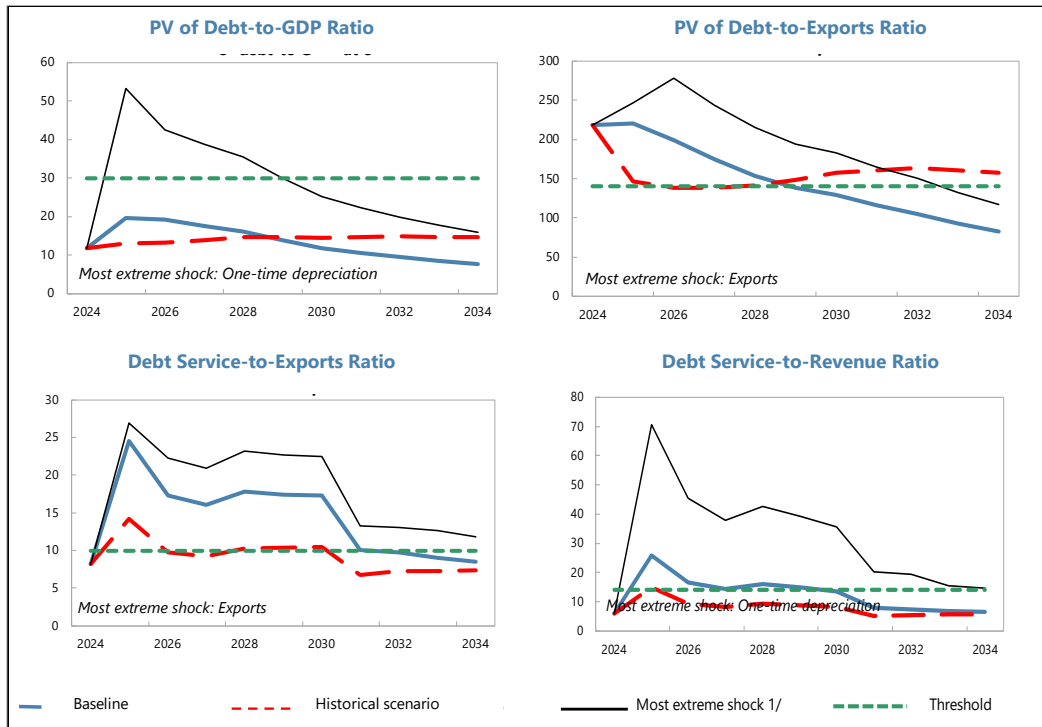 PV of Debt-to-GDP Ratio
60
50
40
30
20
10
0
Most extreme shock: One-time depreciation
2024 2026 2028 2030 2032 2034
PV of Debt-to-Exports Ratio
300
250
200
150
100
50
0
Most extreme shock: Exports
2024 2026 2028 2030 2032 2034
Debt Service-to-Exports Ratio
30
25
20
15
10
5
0
Most extreme shock: Exports
2024 2026 2028 2030 2032 2034
Debt Service-to-Revenue Ratio
80
70
60
50
40
30
20
10
0
Most extreme shock: One-time depreciation
2024 2026 2028 2030 2032 2034
Baseline Historical scenario Most extreme shock 1/ Threshold